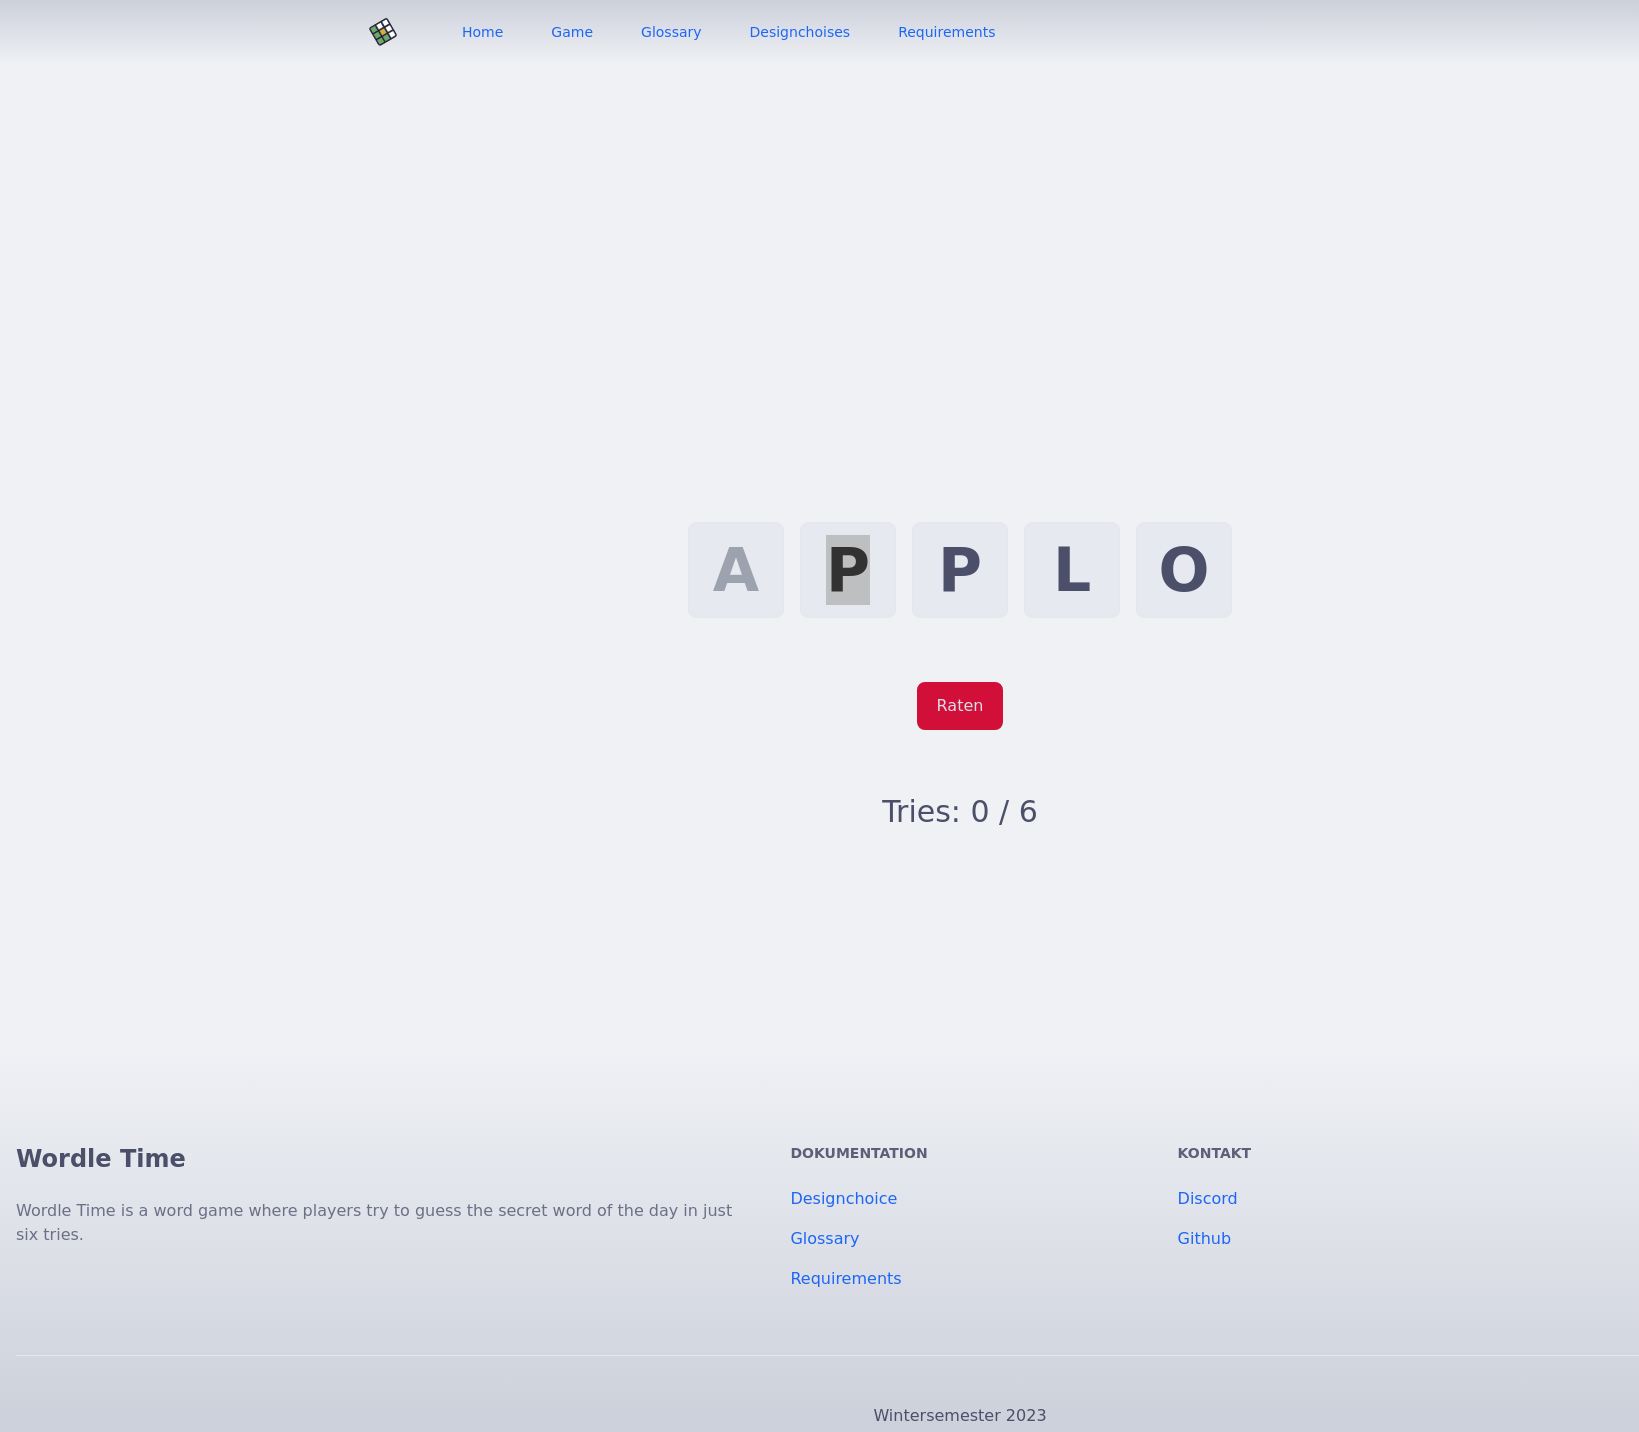 Home Game Glossary Designchoises Requirements
A P P L O
Raten
Tries: 0 / 6
Wordle Time
Wordle Time is a word game where players try to guess the secret word of the day in just
six tries.
DOKUMENTATION
Designchoice
Glossary
Requirements
KONTAKT
Discord
Github
Wintersemester 2023